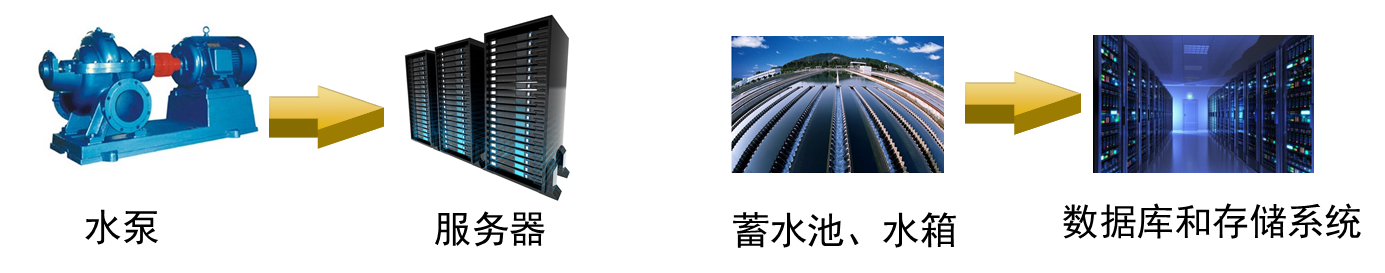 水泵
服务器
蓄水池、水箱
数据库和存储系统